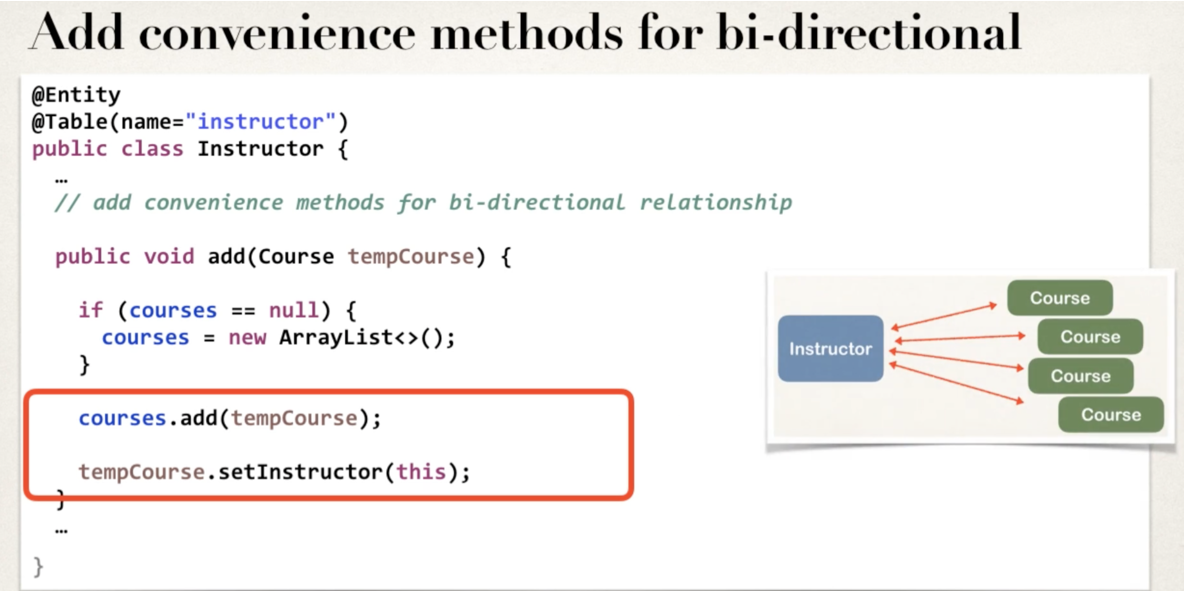 Add convenience methods for bi-directional
@Entity
@Table(name="instructor")
public class Instructor {
…
// add convenience methods for bi-directional relationship
public void add(Course tempCourse) {
if (courses == null) {
courses = new ArrayList<>();
}
courses.add(tempCourse);
tempCourse.setInstructor(this);
}
…
}
Instructor
Course
Course
Course
Course